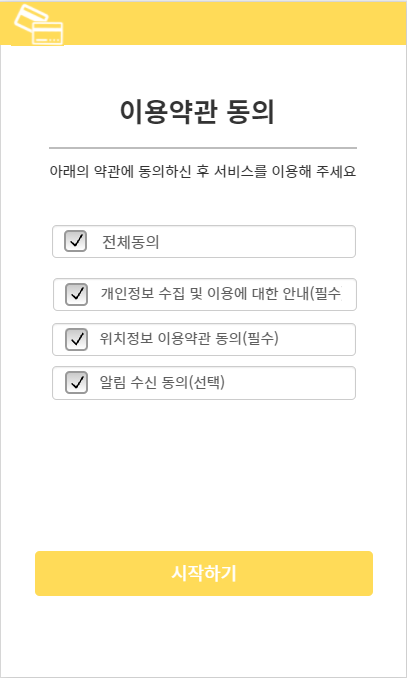 이용약관 동의
아래의 약관에 동의하신 후 서비스를 이용해 주세요
전체동의
개인정보 수집 및 이용에 대한 안내(필수
위치정보 이용약관 동의(필수)
알림 수신 동의(선택)
시작하기